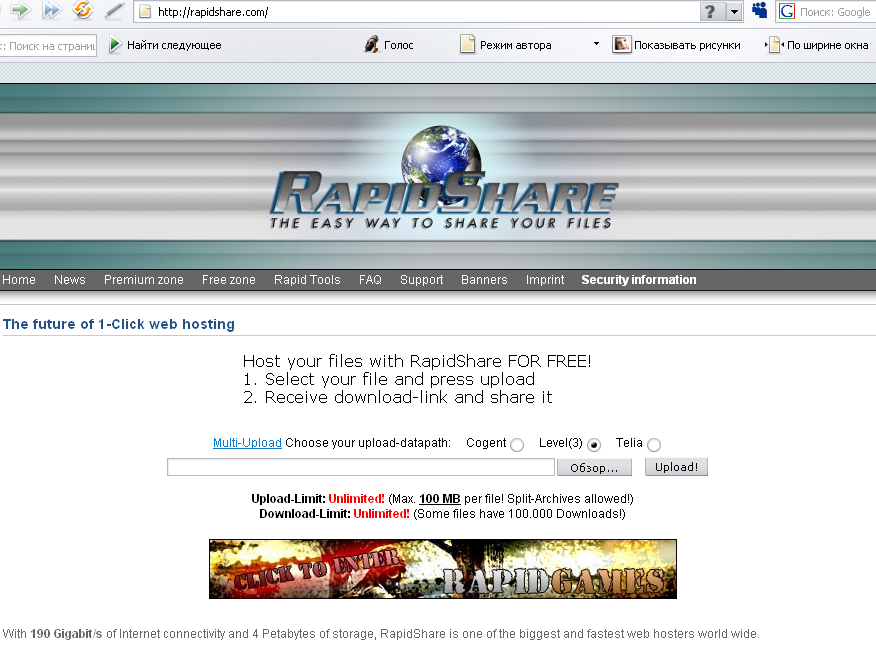 http://rapidshare.com/
?
G Поиск: Google
к: Поиск на страниц
Найти следующее
Голос
Режим автора
Показывать рисунки
По ширине окна
RAPIDSHARE
THE EASY WAY TO SHARE YOUR FILES
Home News Premium zone Free zone Rapid Tools FAQ Support Banners Imprint Security information
The future of 1-Click web hosting
Host your files with RapidShare FOR FREE!
1. Select your file and press upload
2. Receive download-link and share it
Multi-Upload Choose your upload-datapath: Cogent Level(3) Telia
Обзор... Upload!
Upload-Limit: Unlimited! (Max. 100 MB per file! Split-Archives allowed!)
Download-Limit: Unlimited! (Some files have 100.000 Downloads!)
CLICK TO ENTER
RAPIDGAMES
With 190 Gigabit/s of Internet connectivity and 4 Petabytes of storage, RapidShare is one of the biggest and fastest web hosters world wide.